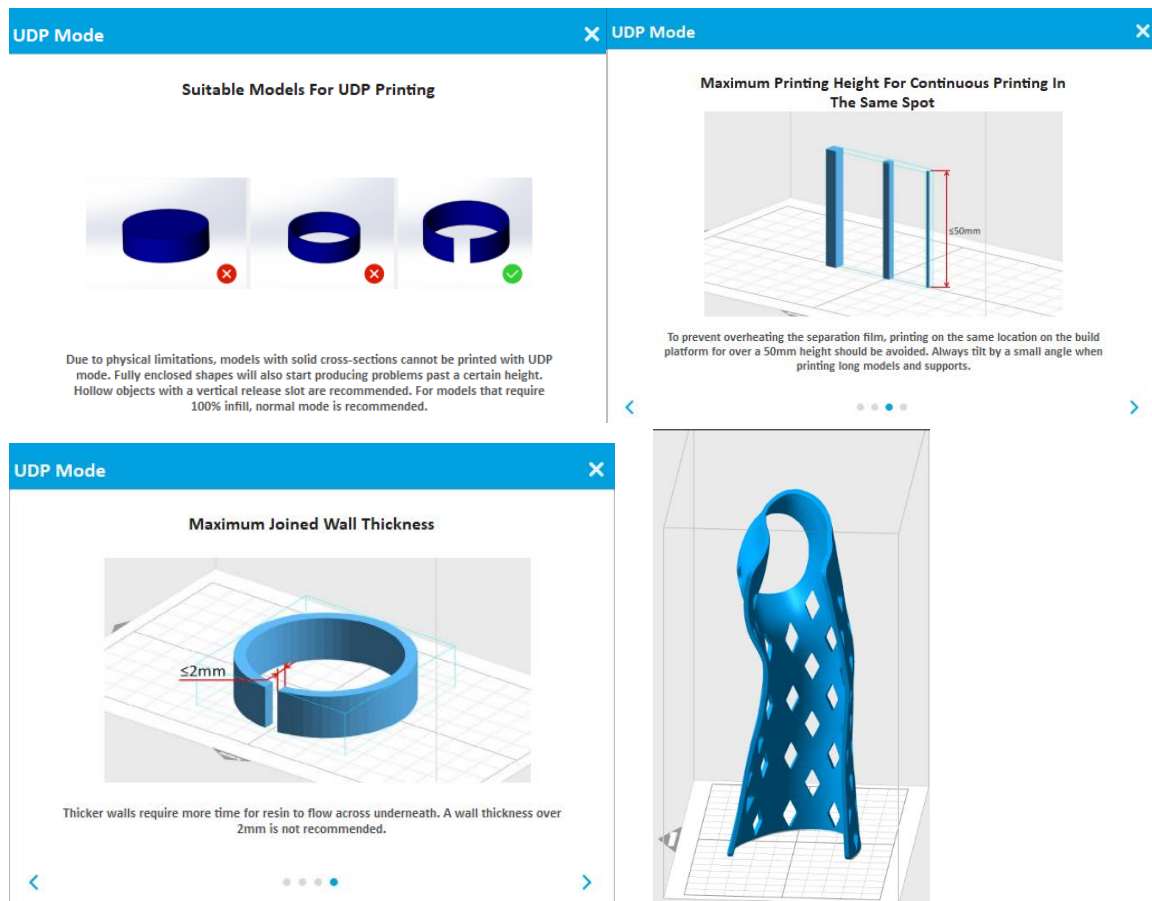 UDP Mode
Suitable Models For UDP Printing
Due to physical limitations, models with solid cross-sections cannot be printed with UDP
mode. Fully enclosed shapes will also start producing problems past a certain height.
Hollow objects with a vertical release slot are recommended. For models that require
100% infill, normal mode is recommended.
UDP Mode
Maximum Printing Height For Continuous Printing In
The Same Spot
≤50mm
To prevent overheating the separation film, printing on the same location on the build
platform for over a 50mm height should be avoided. Always tilt by a small angle when
printing long models and supports.
UDP Mode
Maximum Joined Wall Thickness
≤2mm
Thicker walls require more time for resin to flow across underneath. A wall thickness over
2mm is not recommended.